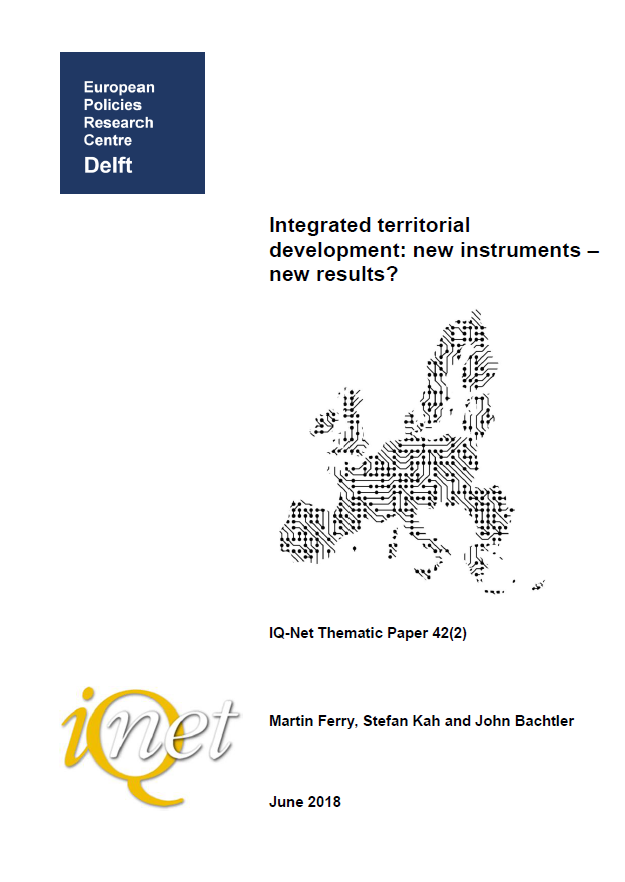 European
Policies
Research
Centre
Delft
Integrated territorial
development: new instruments –
new results?
IQ-Net Thematic Paper 42(2)
iQnet
Martin Ferry, Stefan Kah and John Bachtler
June 2018